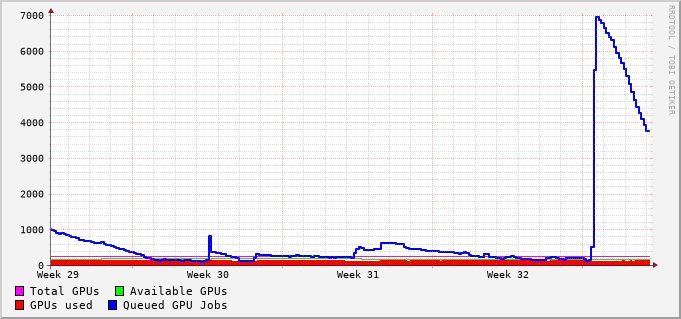 7000
6000
5000
4000
3000
2000
1000
0
Week 29 Week 30 Week 31 Week 32
Total GPUs Available GPUs
GPUs used Queued GPU Jobs
RRDTOOL / TOBI OETIKER